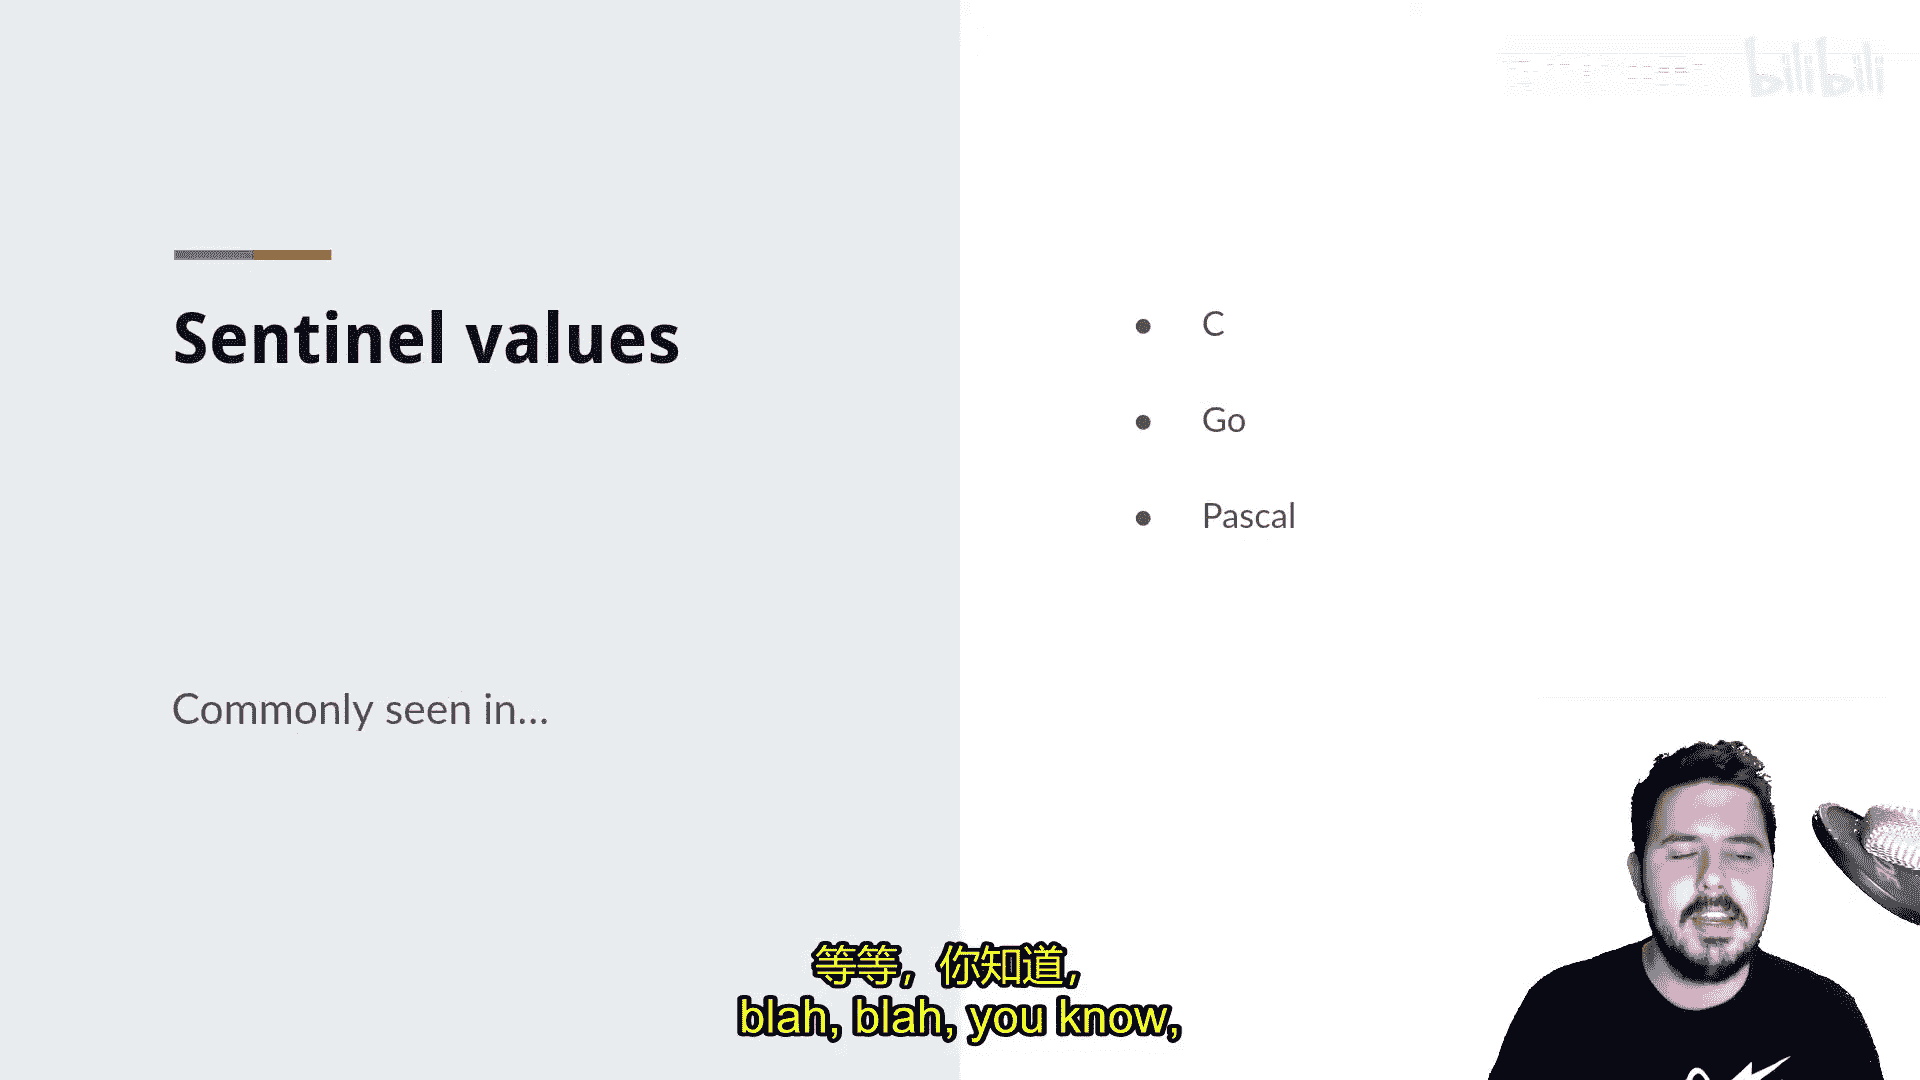 bilibili
Sentinel values
Commonly seen in...
C
Go
Pascal
等等，你知道，
blah, blah, you know,